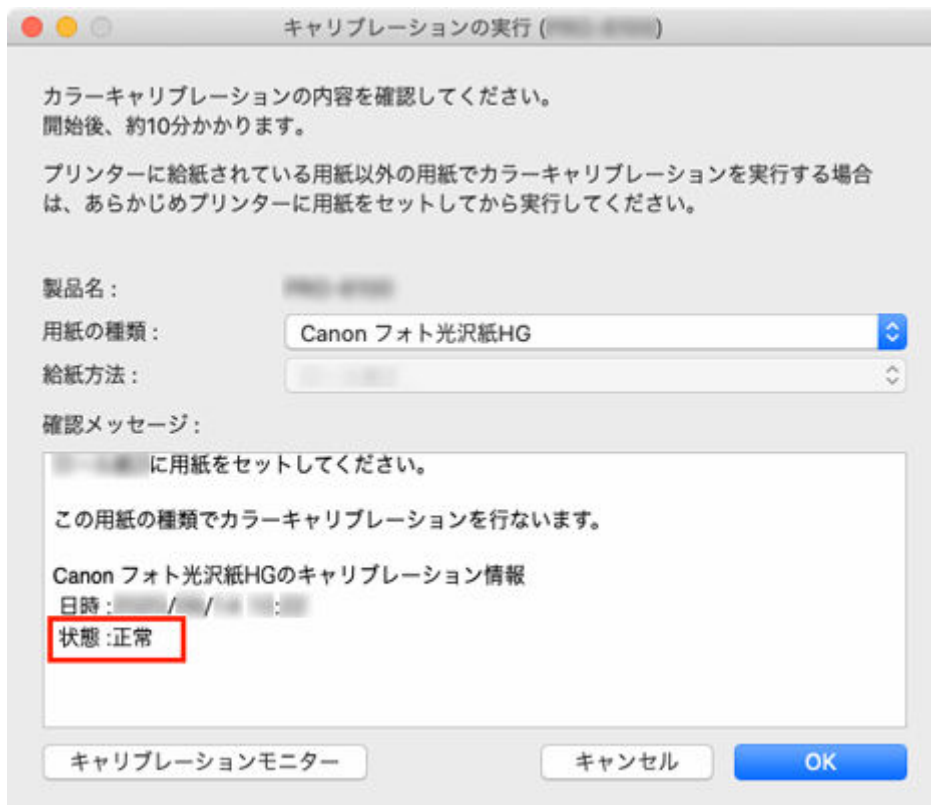 キャリブレーションの実行 ( )
カラーキャリブレーションの内容を確認してください。
開始後、約10分かかります。
プリンターに給紙されている用紙以外の用紙でカラーキャリブレーションを実行する場合
は、あらかじめプリンターに用紙をセットしてから実行してください。
製品名 :
用紙の種類 : Canon フォト光沢紙HG
給紙方法 :
確認メッセージ :
に用紙をセットしてください。
この用紙の種類でカラーキャリブレーションを行ないます。
Canon フォト光沢紙HGのキャリブレーション情報
日時 : / / :
状態 :正常
キャリブレーションモニター キャンセル OK